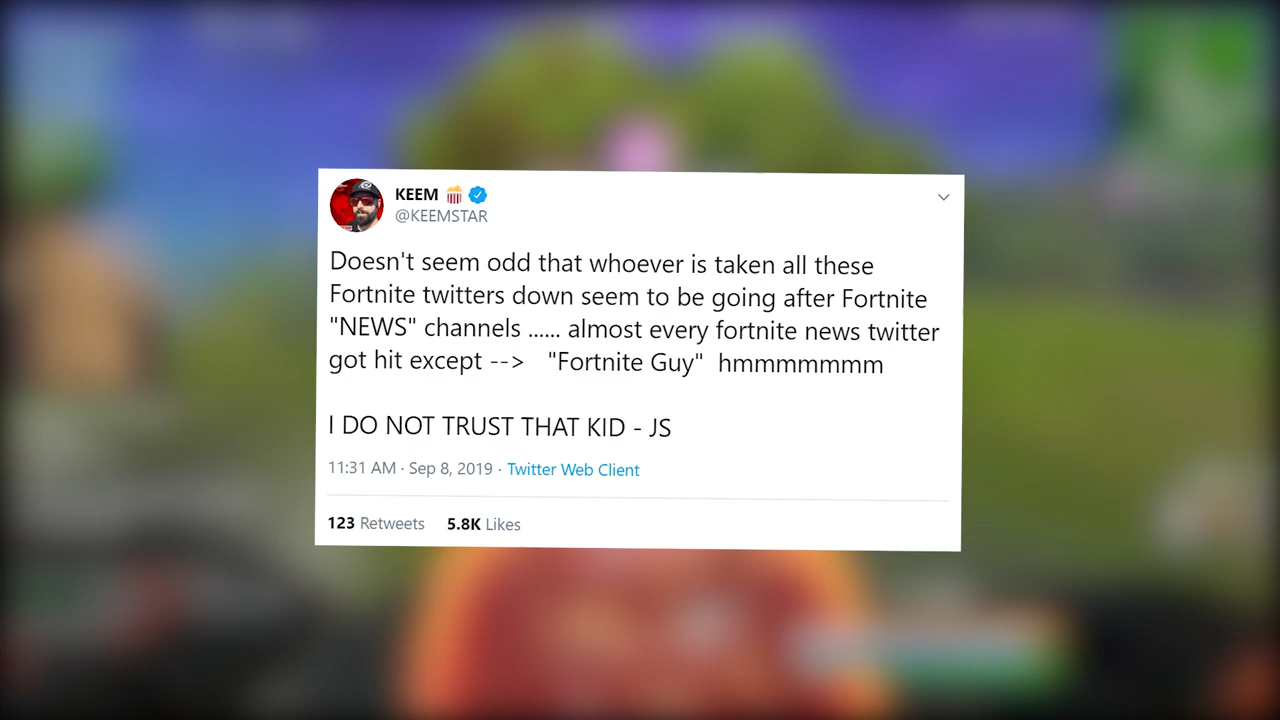 KEEM 🍿
@KEEMSTAR
Doesn't seem odd that whoever is taken all these
Fortnite twitters down seem to be going after Fortnite
"NEWS" channels ...... almost every fortnite news twitter
got hit except --> "Fortnite Guy" hmmmmmmm
I DO NOT TRUST THAT KID - JS
11:31 AM · Sep 8, 2019 · Twitter Web Client
123 Retweets 5.8K Likes